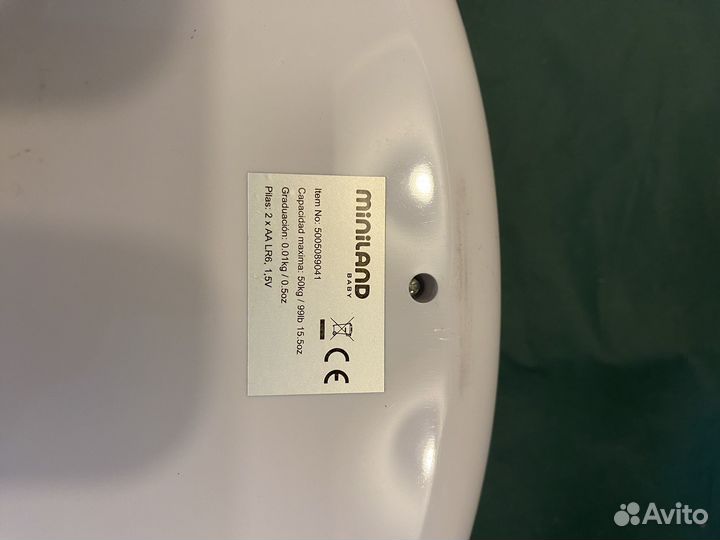 miniLAND
BABY
Item No: 5005089041
Capacidad maxima: 50kg / 99lb 15.5oz
Graduación: 0.01kg / 0.5oz
Pilas: 2 x AA LR6, 1,5V
CE
Avito